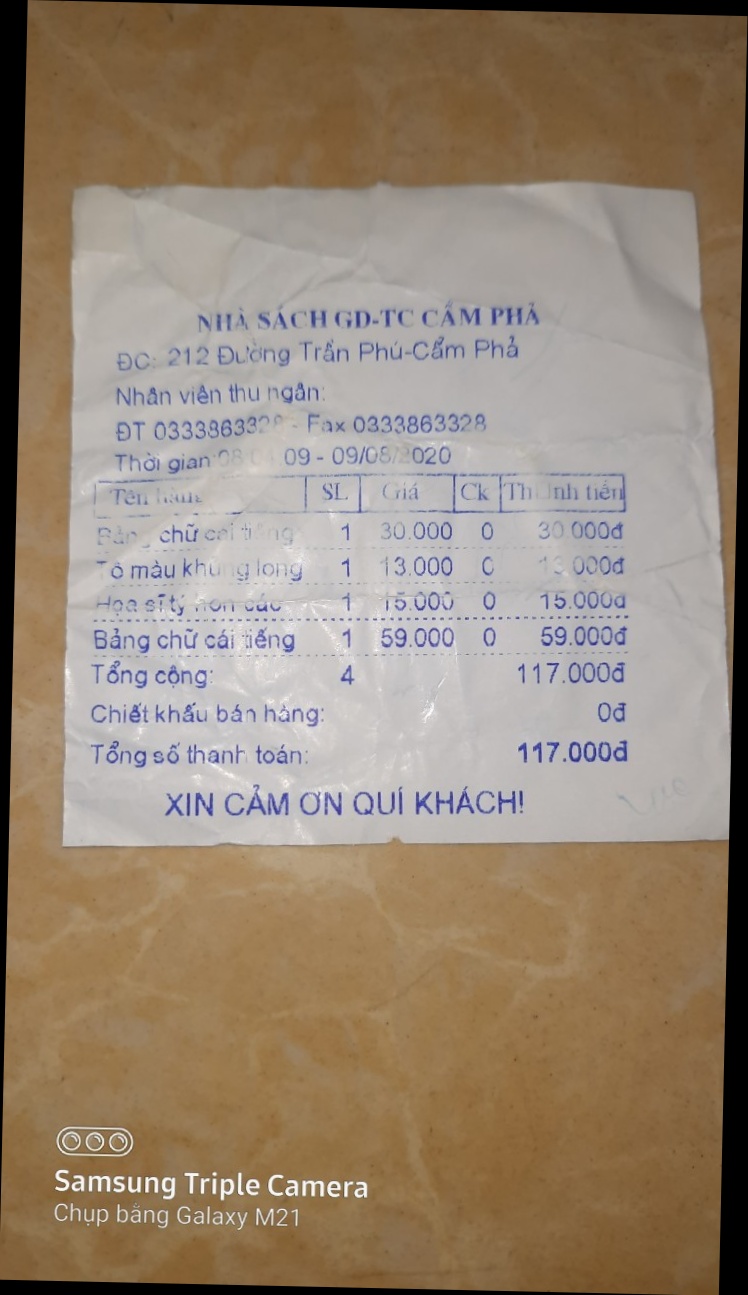 NHÀ SÁCH GD-TC CẨM PHẢ
ĐC: 212 Đường Trần Phú-Cẩm Phả
Nhân viên thu ngân:
ĐT 0333863328 - Fax 0333863328
Thời gian 09 - 09/08/2020
Tên hàng SL Giá Ck Thành tiền
Bảng chữ cái tiếng 1 30.000 0 30.000đ
Tô màu khủng long 1 13.000 0 13.000đ
Họa sĩ tý hon các 1 15.000 0 15.000đ
Bảng chữ cái tiếng 1 59.000 0 59.000đ
Tổng cộng: 4 117.000đ
Chiết khấu bán hàng: 0đ
Tổng số thanh toán: 117.000đ
XIN CẢM ƠN QUÍ KHÁCH!
Samsung Triple Camera
Chụp bằng Galaxy M21